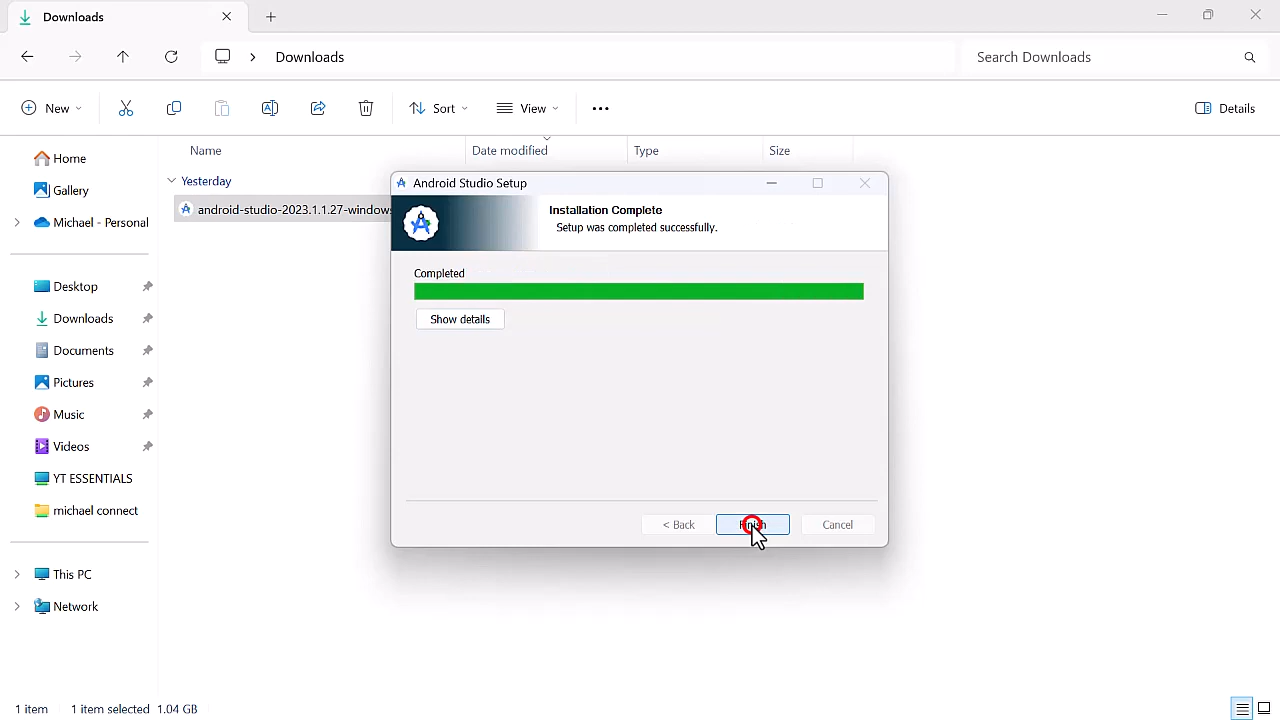 Downloads
Downloads
Search Downloads
New
Sort
View
Details
Name
Date modified
Type
Size
Home
Gallery
Michael - Personal
Desktop
Downloads
Documents
Pictures
Music
Videos
YT ESSENTIALS
michael connect
This PC
Network
Yesterday
android-studio-2023.1.1.27-windows
Android Studio Setup
Installation Complete
Setup was completed successfully.
Completed
Show details
< Back
Finish
Cancel
1 item
1 item selected 1.04 GB